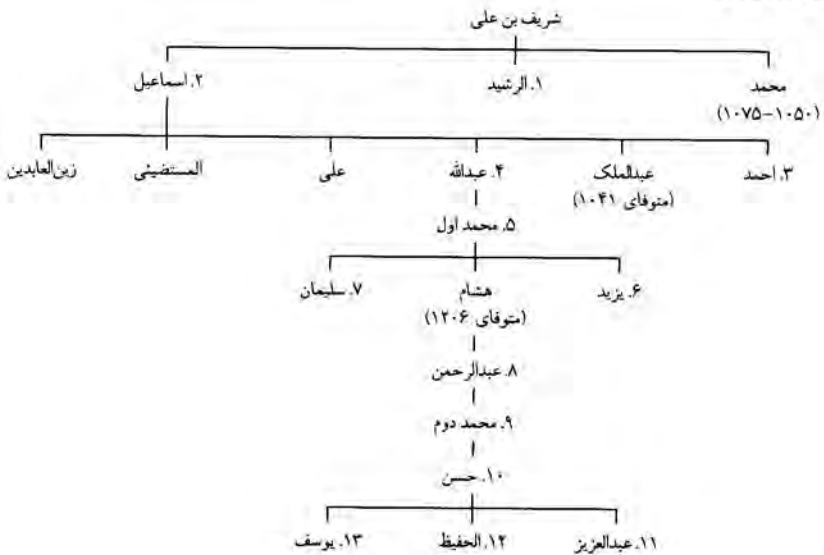 شریف بن علی
محمد ۱. الرشید ۲. اسماعیل
(۱۰۵۰–۱۰۷۵)
۳. احمد عبدالملک ۴. عبدالله علی المستضیئی زین‌العابدین
(متوفای ۱۰۴۱)
۵. محمد اول
۶. یزید هشام ۷. سلیمان
(متوفای ۱۲۰۶)
۸. عبدالرحمن
۹. محمد دوم
۱۰. حسن
۱۱. عبدالعزیز ۱۲. الحفیظ ۱۳. یوسف